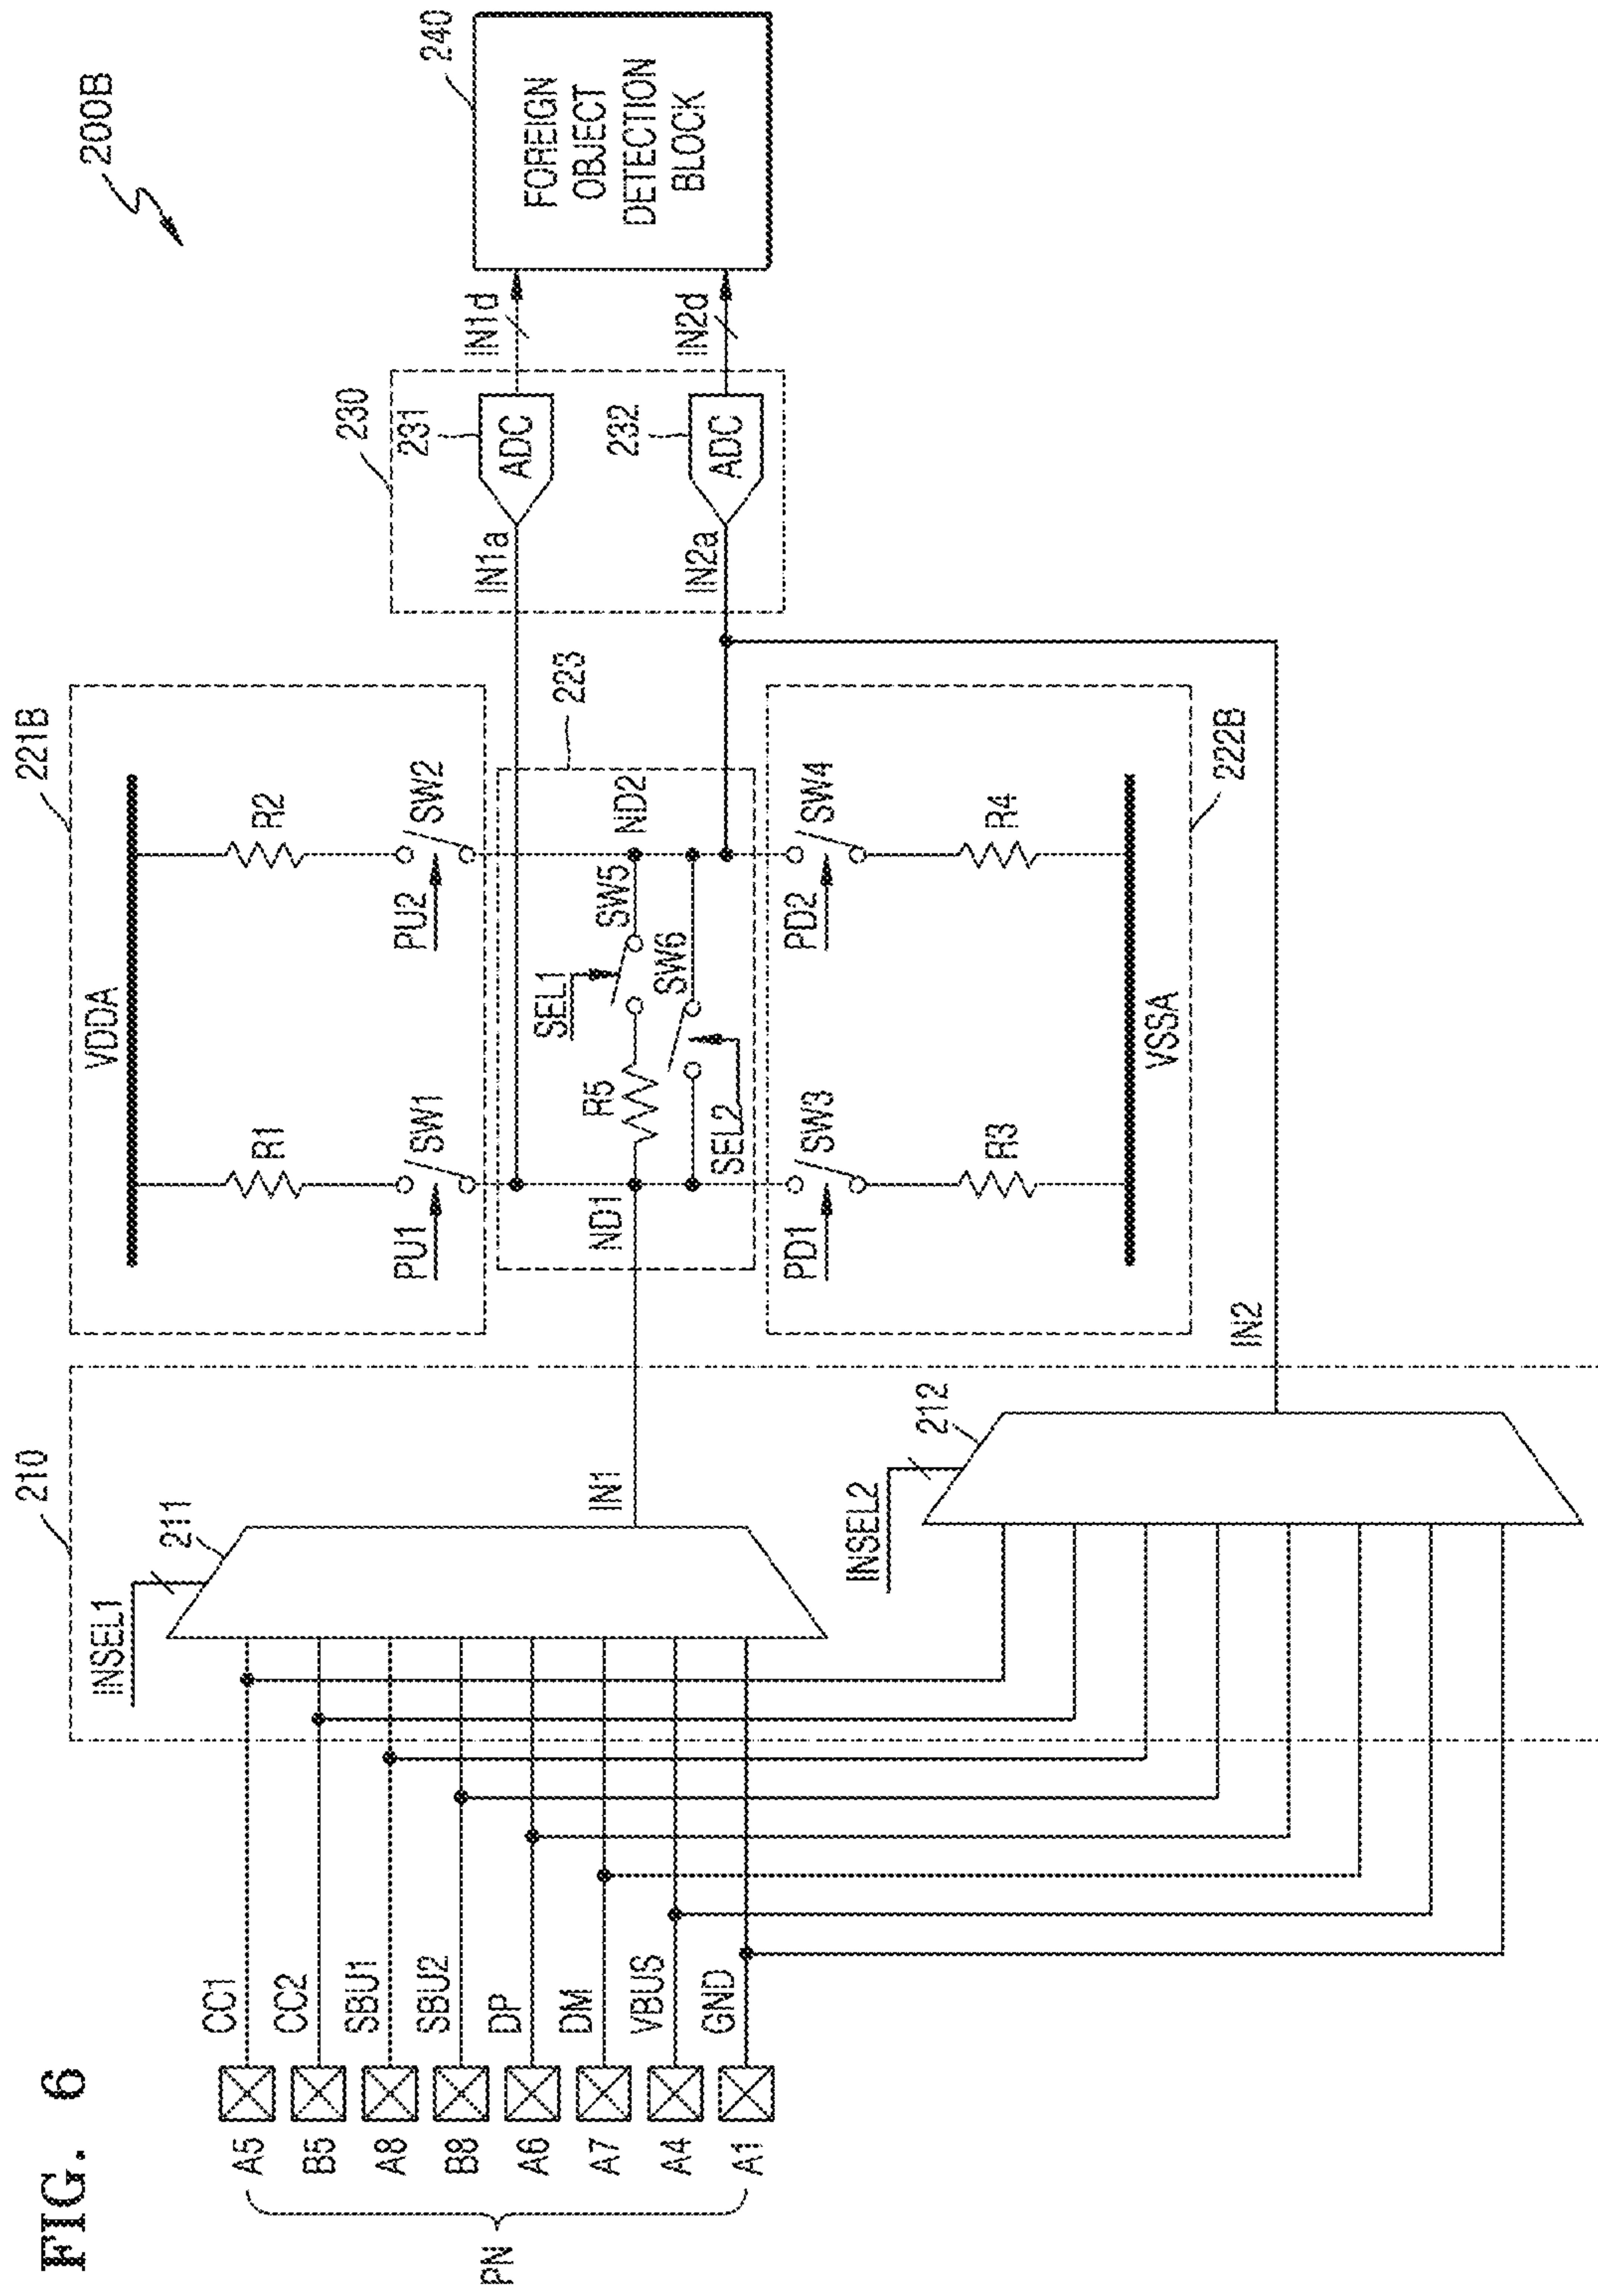 FIG. 6
200B
PN
A5
CC1
B5
CC2
A8
SBU1
B8
SBU2
A6
DP
A7
DM
A4
VBUS
A1
GND
210
INSEL1
211
IN1
INSEL2
212
IN2
221B
VDDA
R1
R2
PU1
SW1
PU2
SW2
223
ND1
ND2
R5
SEL1
SW5
SEL2
SW6
PD1
SW3
PD2
SW4
R3
R4
VSSA
222B
230
231
IN1a
ADC
IN1d
232
IN2a
ADC
IN2d
240
FOREIGN
OBJECT
DETECTION
BLOCK